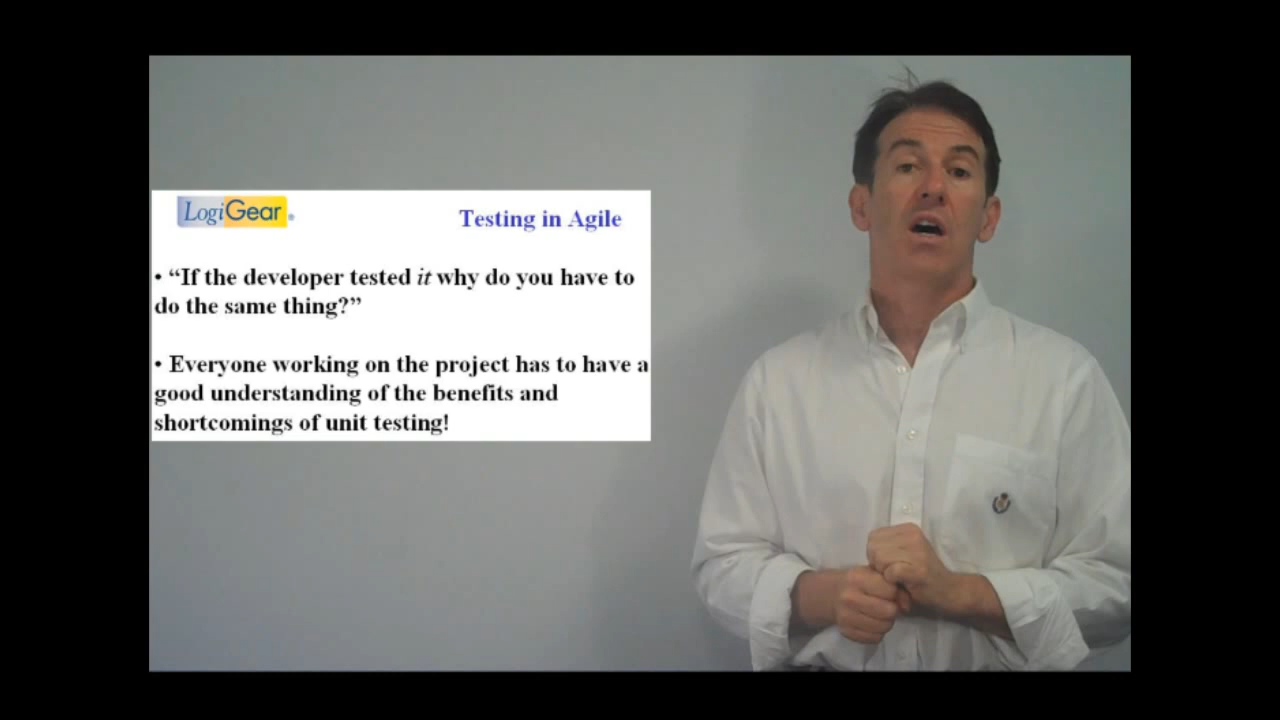 LogiGear®
Testing in Agile
• “If the developer tested it why do you have to
do the same thing?”
• Everyone working on the project has to have a
good understanding of the benefits and
shortcomings of unit testing!